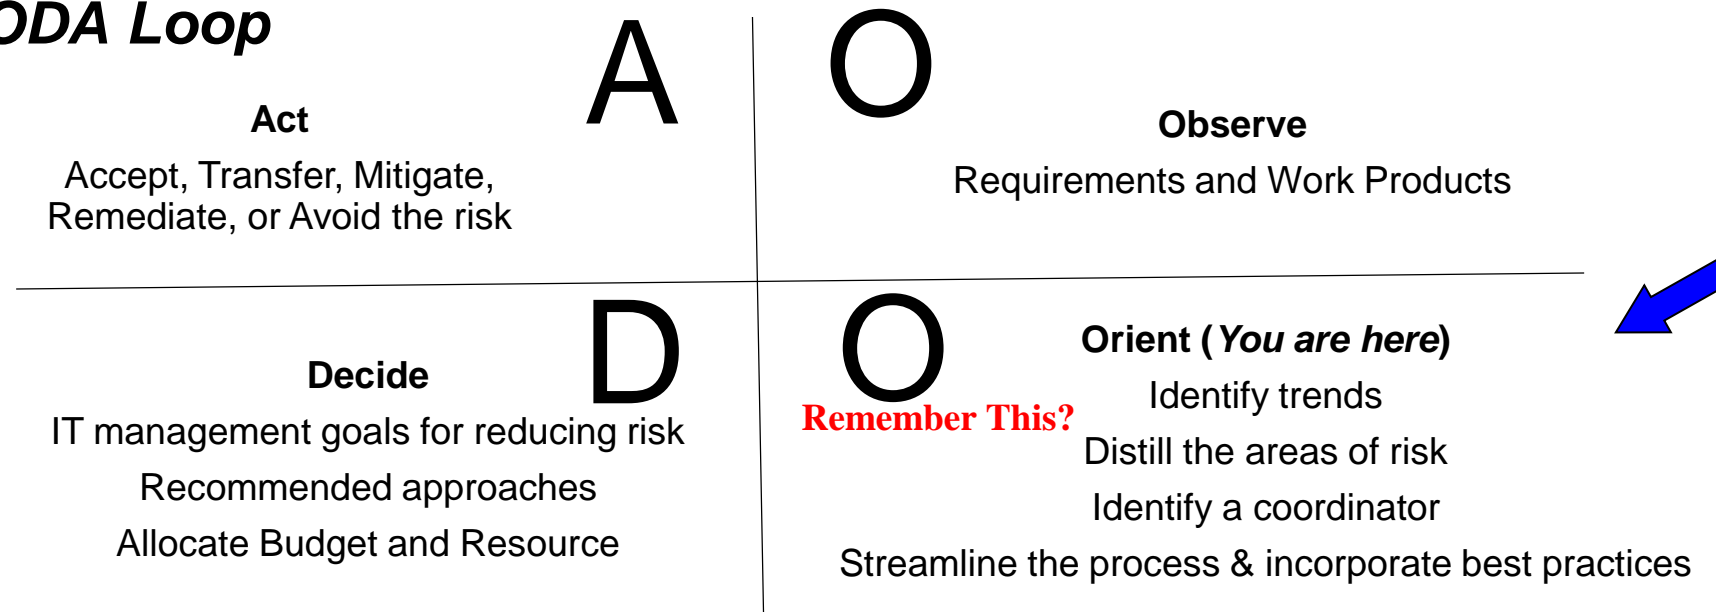 ODA Loop
A
Act
Accept, Transfer, Mitigate,
Remediate, or Avoid the risk
O
Observe
Requirements and Work Products
D
Decide
IT management goals for reducing risk
Recommended approaches
Allocate Budget and Resource
O
Remember This?
Orient (You are here)
Identify trends
Distill the areas of risk
Identify a coordinator
Streamline the process & incorporate best practices